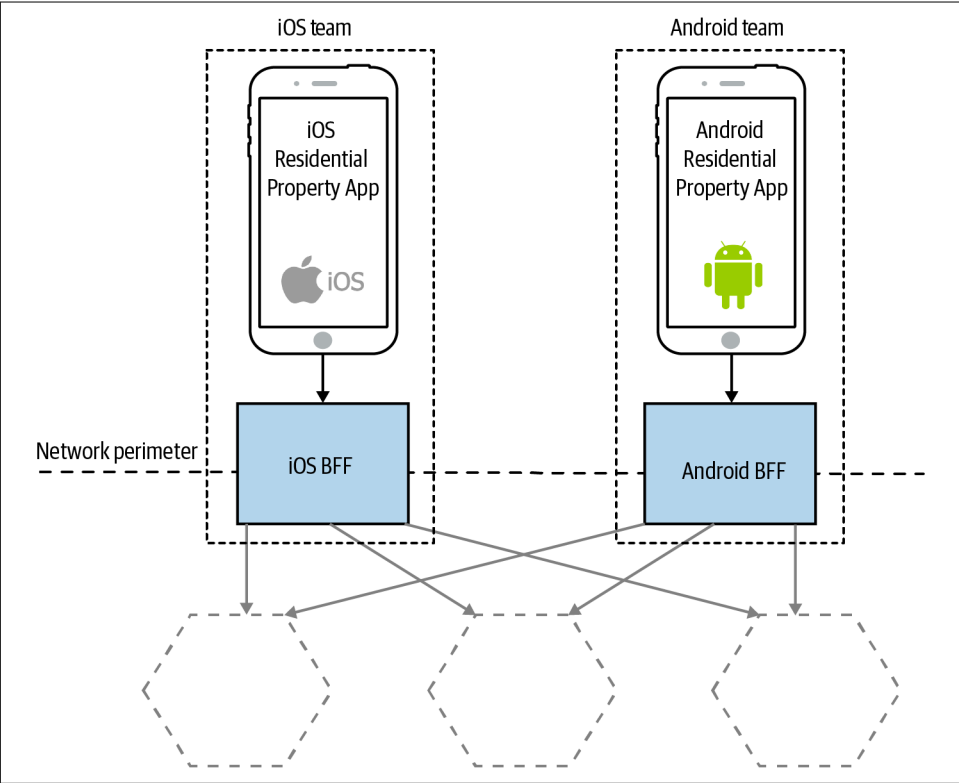 iOS team
Android team
iOS
Residential
Property App
iOS
Android
Residential
Property App
Network perimeter
iOS BFF
Android BFF